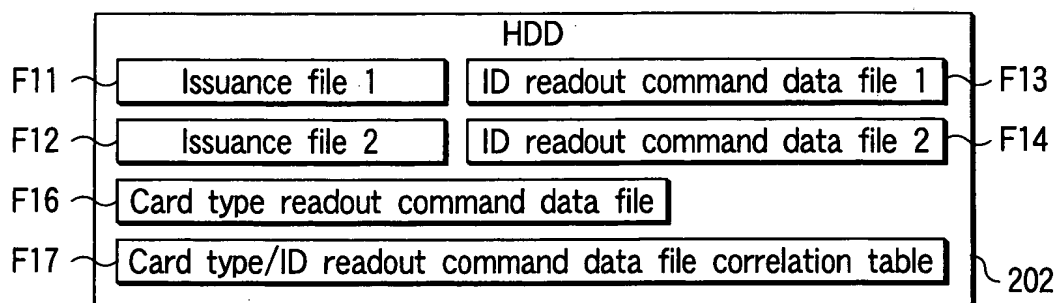 HDD
F11 Issuance file 1 ID readout command data file 1 F13
F12 Issuance file 2 ID readout command data file 2 F14
F16 Card type readout command data file
F17 Card type/ID readout command data file correlation table
202